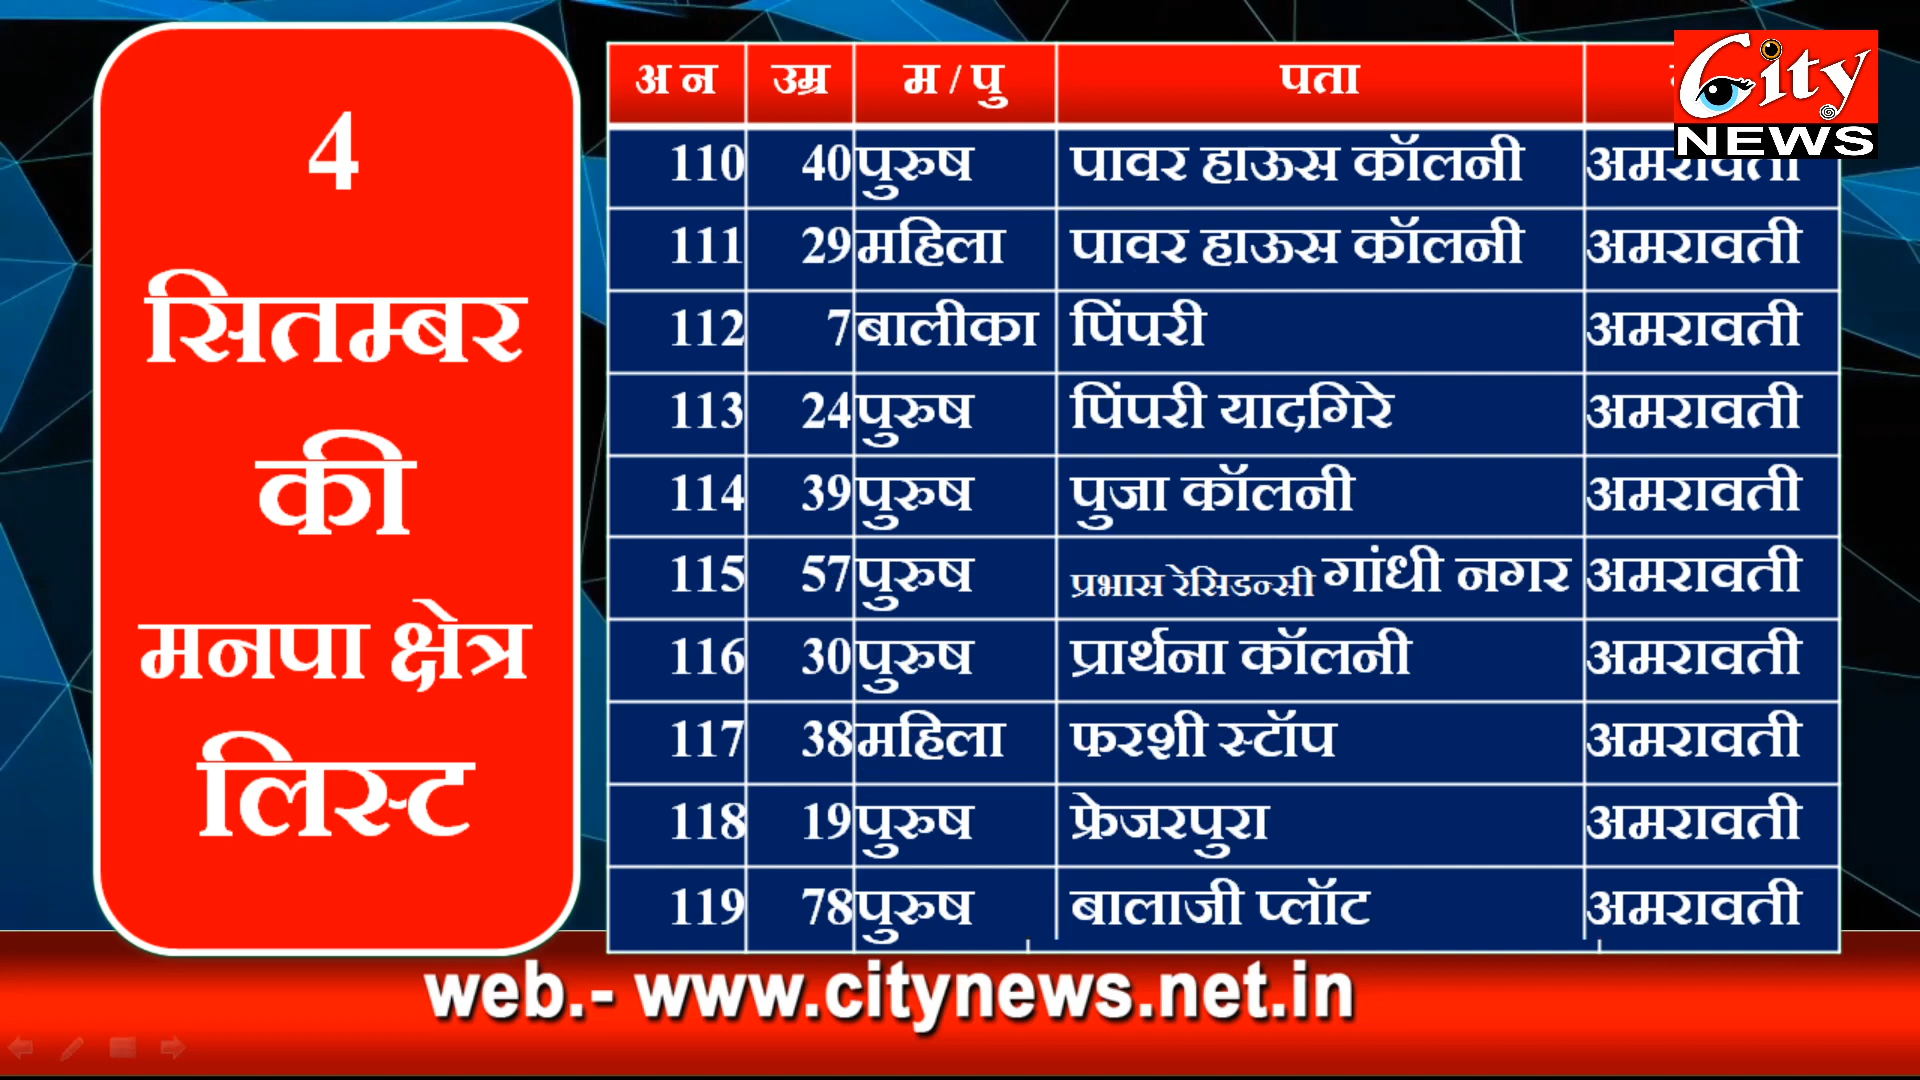 4
सितम्बर
की
मनपा क्षेत्र
लिस्ट
अ न उम्र म / पु पता
110 40 पुरुष पावर हाऊस कॉलनी अमरावती
111 29 महिला पावर हाऊस कॉलनी अमरावती
112 7 बालीका पिंपरी अमरावती
113 24 पुरुष पिंपरी यादगिरे अमरावती
114 39 पुरुष पुजा कॉलनी अमरावती
115 57 पुरुष प्रभास रेसिडन्सी गांधी नगर अमरावती
116 30 पुरुष प्रार्थना कॉलनी अमरावती
117 38 महिला फरशी स्टॉप अमरावती
118 19 पुरुष फ्रेजरपुरा अमरावती
119 78 पुरुष बालाजी प्लॉट अमरावती
City
NEWS
web.- www.citynews.net.in